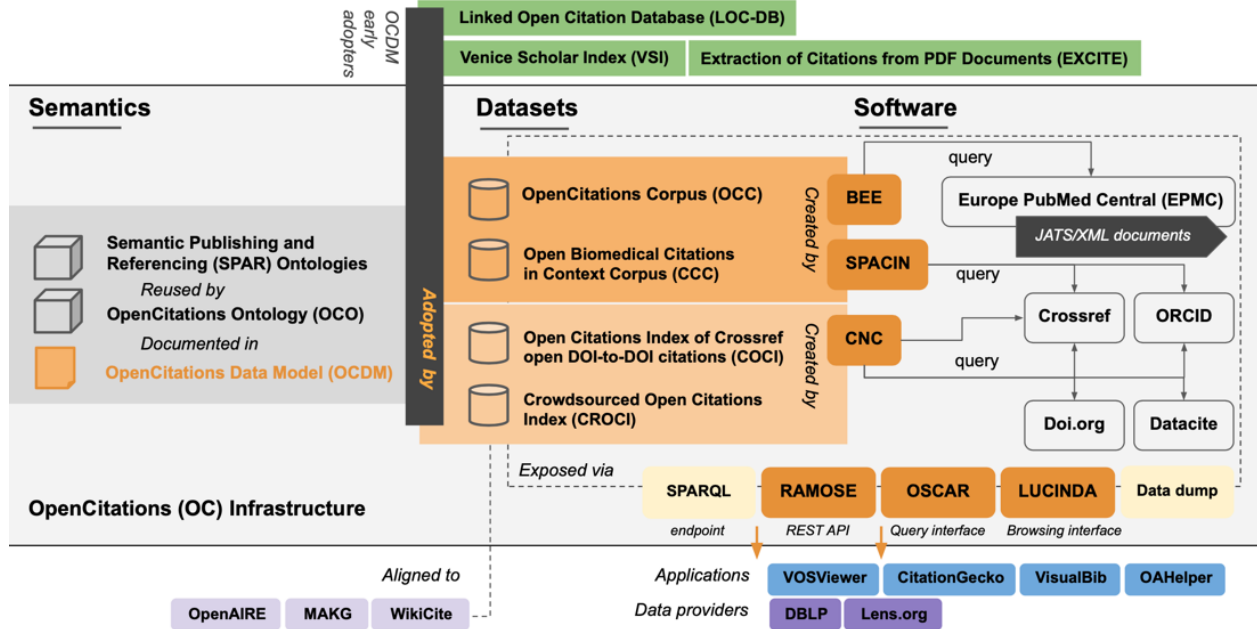 OCDM
early
adopters
Linked Open Citation Database (LOC-DB)
Venice Scholar Index (VSI)
Extraction of Citations from PDF Documents (EXCITE)
Semantics
Datasets
Software
Semantic Publishing and
Referencing (SPAR) Ontologies
Reused by
OpenCitations Ontology (OCO)
Documented in
OpenCitations Data Model (OCDM)
Adopted by
OpenCitations Corpus (OCC)
Open Biomedical Citations
in Context Corpus (CCC)
Created by
Open Citations Index of Crossref
open DOI-to-DOI citations (COCI)
Crowdsourced Open Citations
Index (CROCI)
Created by
BEE
query
Europe PubMed Central (EPMC)
JATS/XML documents
SPACIN
query
Crossref
ORCID
CNC
query
Doi.org
Datacite
Exposed via
SPARQL
RAMOSE
OSCAR
LUCINDA
Data dump
endpoint
REST API
Query interface
Browsing interface
OpenCitations (OC) Infrastructure
Aligned to
OpenAIRE
MAKG
WikiCite
Applications
VOSViewer
CitationGecko
VisualBib
OAHelper
Data providers
DBLP
Lens.org